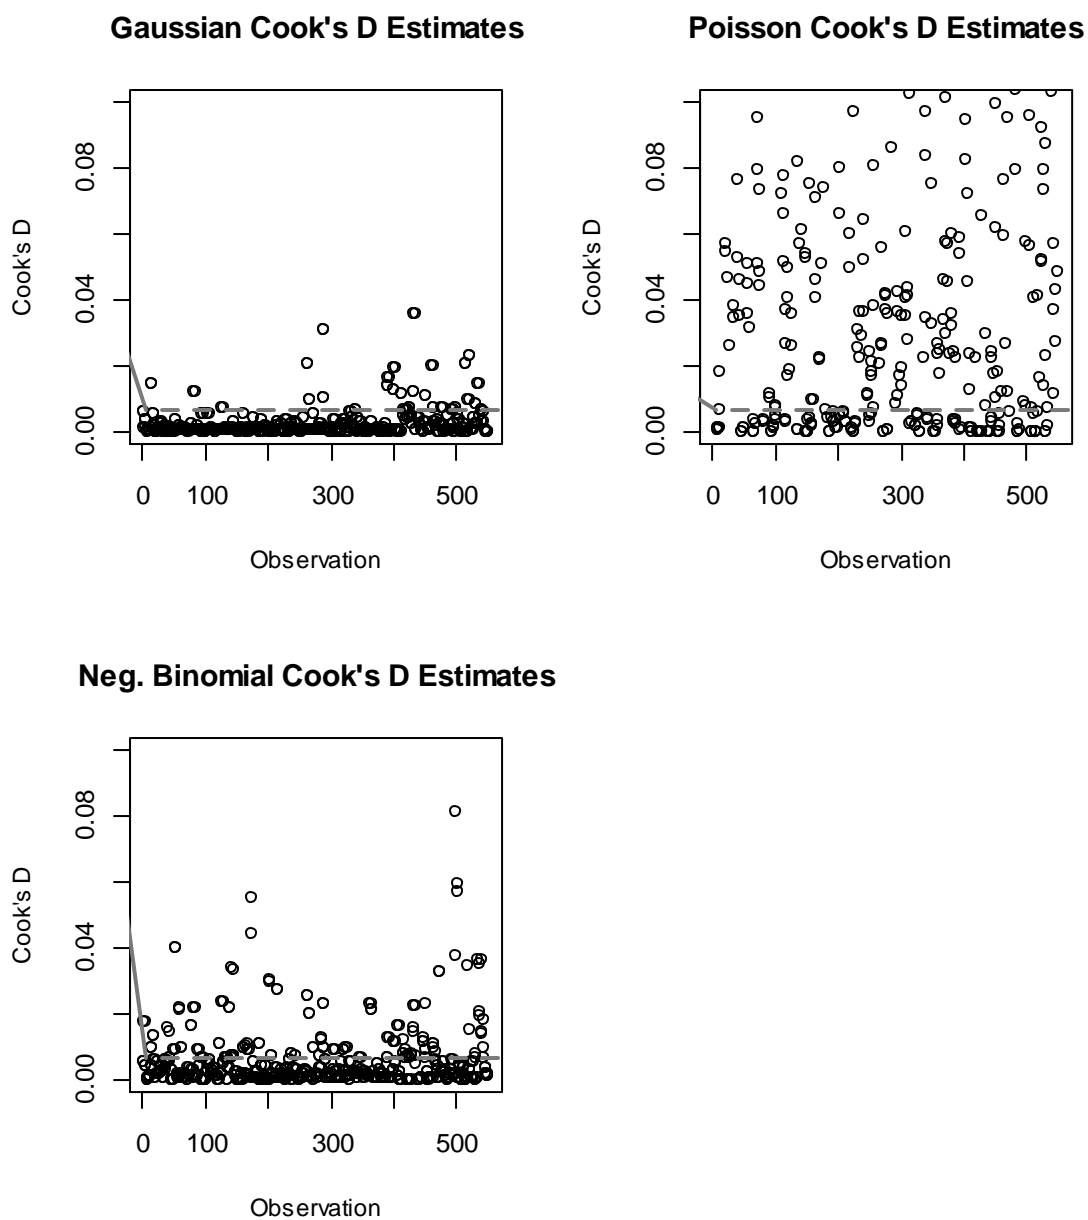 Gaussian Cook's D Estimates
Cook's D
0.00
0.04
0.08
0
100
300
500
Observation
Poisson Cook's D Estimates
Cook's D
0.00
0.04
0.08
0
100
300
500
Observation
Neg. Binomial Cook's D Estimates
Cook's D
0.00
0.04
0.08
0
100
300
500
Observation